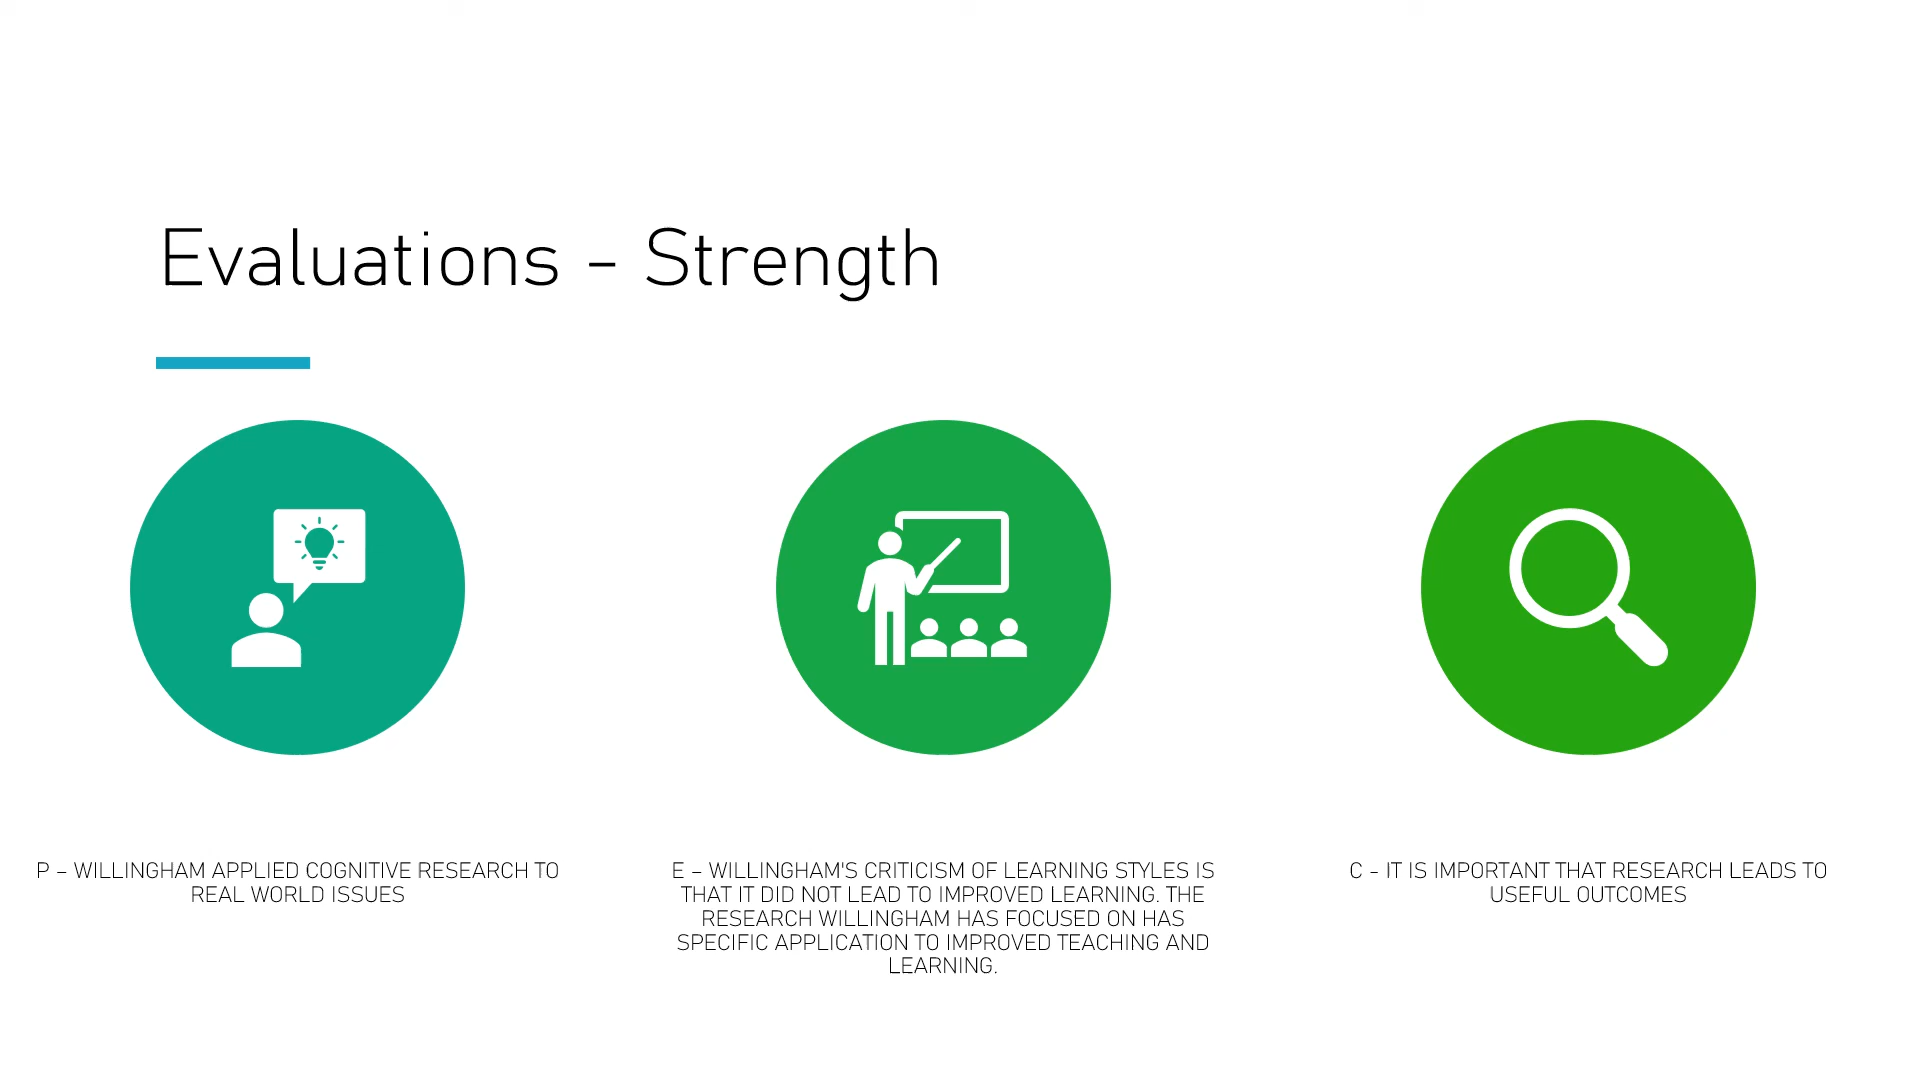 Evaluations - Strength
P – WILLINGHAM APPLIED COGNITIVE RESEARCH TO
REAL WORLD ISSUES
E – WILLINGHAM'S CRITICISM OF LEARNING STYLES IS
THAT IT DID NOT LEAD TO IMPROVED LEARNING. THE
RESEARCH WILLINGHAM HAS FOCUSED ON HAS
SPECIFIC APPLICATION TO IMPROVED TEACHING AND
LEARNING.
C - IT IS IMPORTANT THAT RESEARCH LEADS TO
USEFUL OUTCOMES